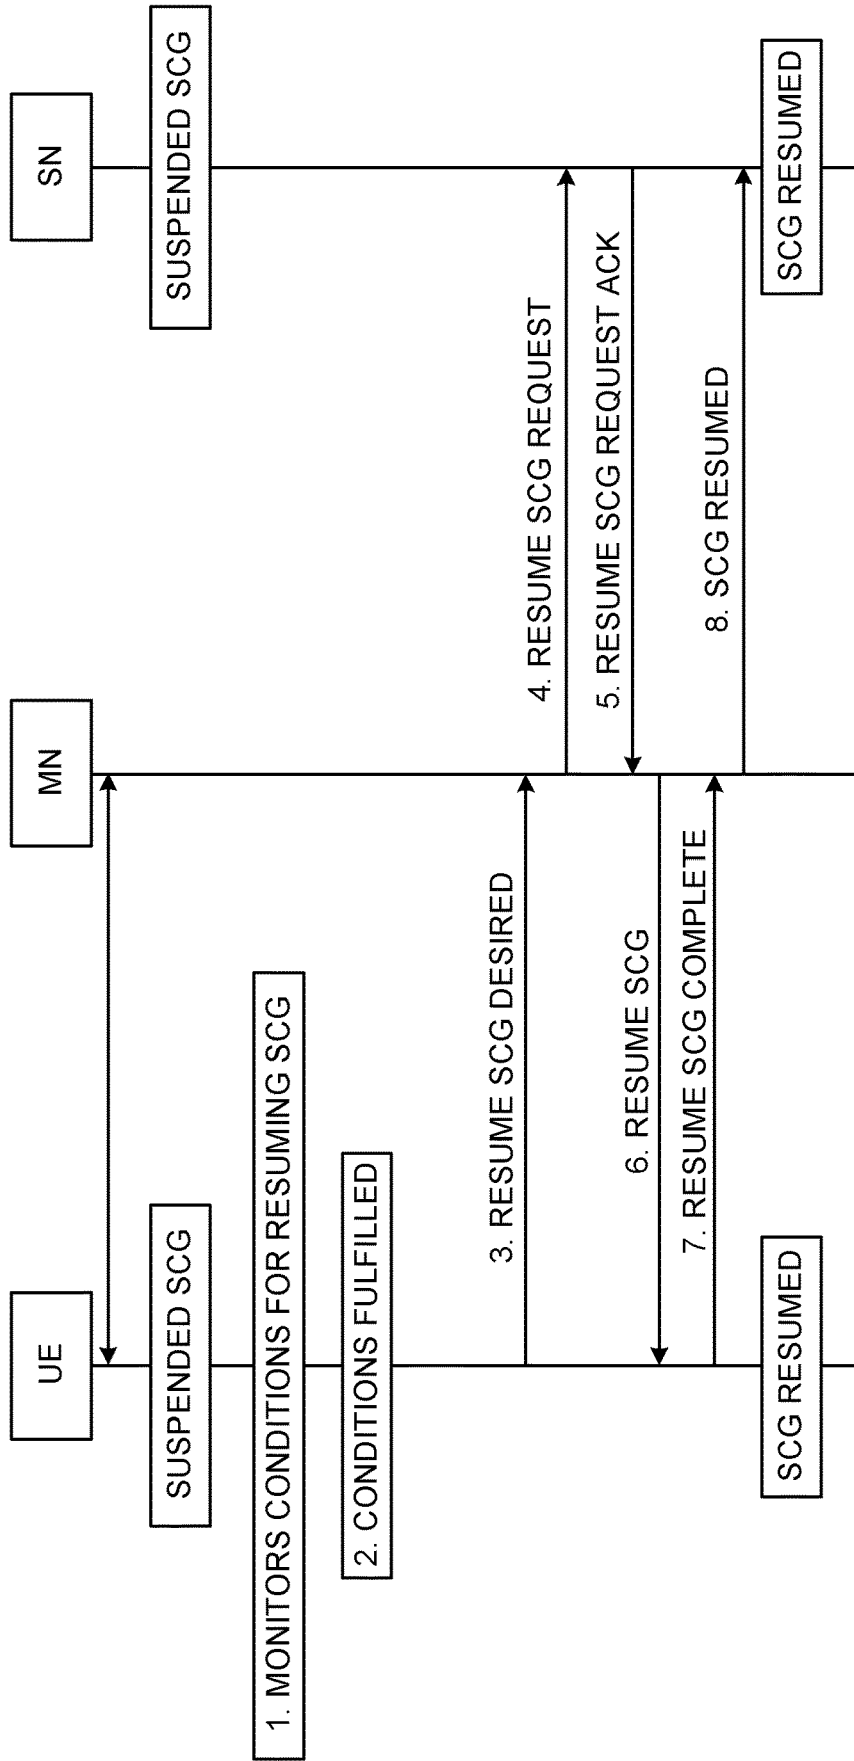 UE
MN
SN
SUSPENDED SCG
SUSPENDED SCG
1. MONITORS CONDITIONS FOR RESUMING SCG
2. CONDITIONS FULFILLED
3. RESUME SCG DESIRED
4. RESUME SCG REQUEST
5. RESUME SCG REQUEST ACK
6. RESUME SCG
7. RESUME SCG COMPLETE
8. SCG RESUMED
SCG RESUMED
SCG RESUMED